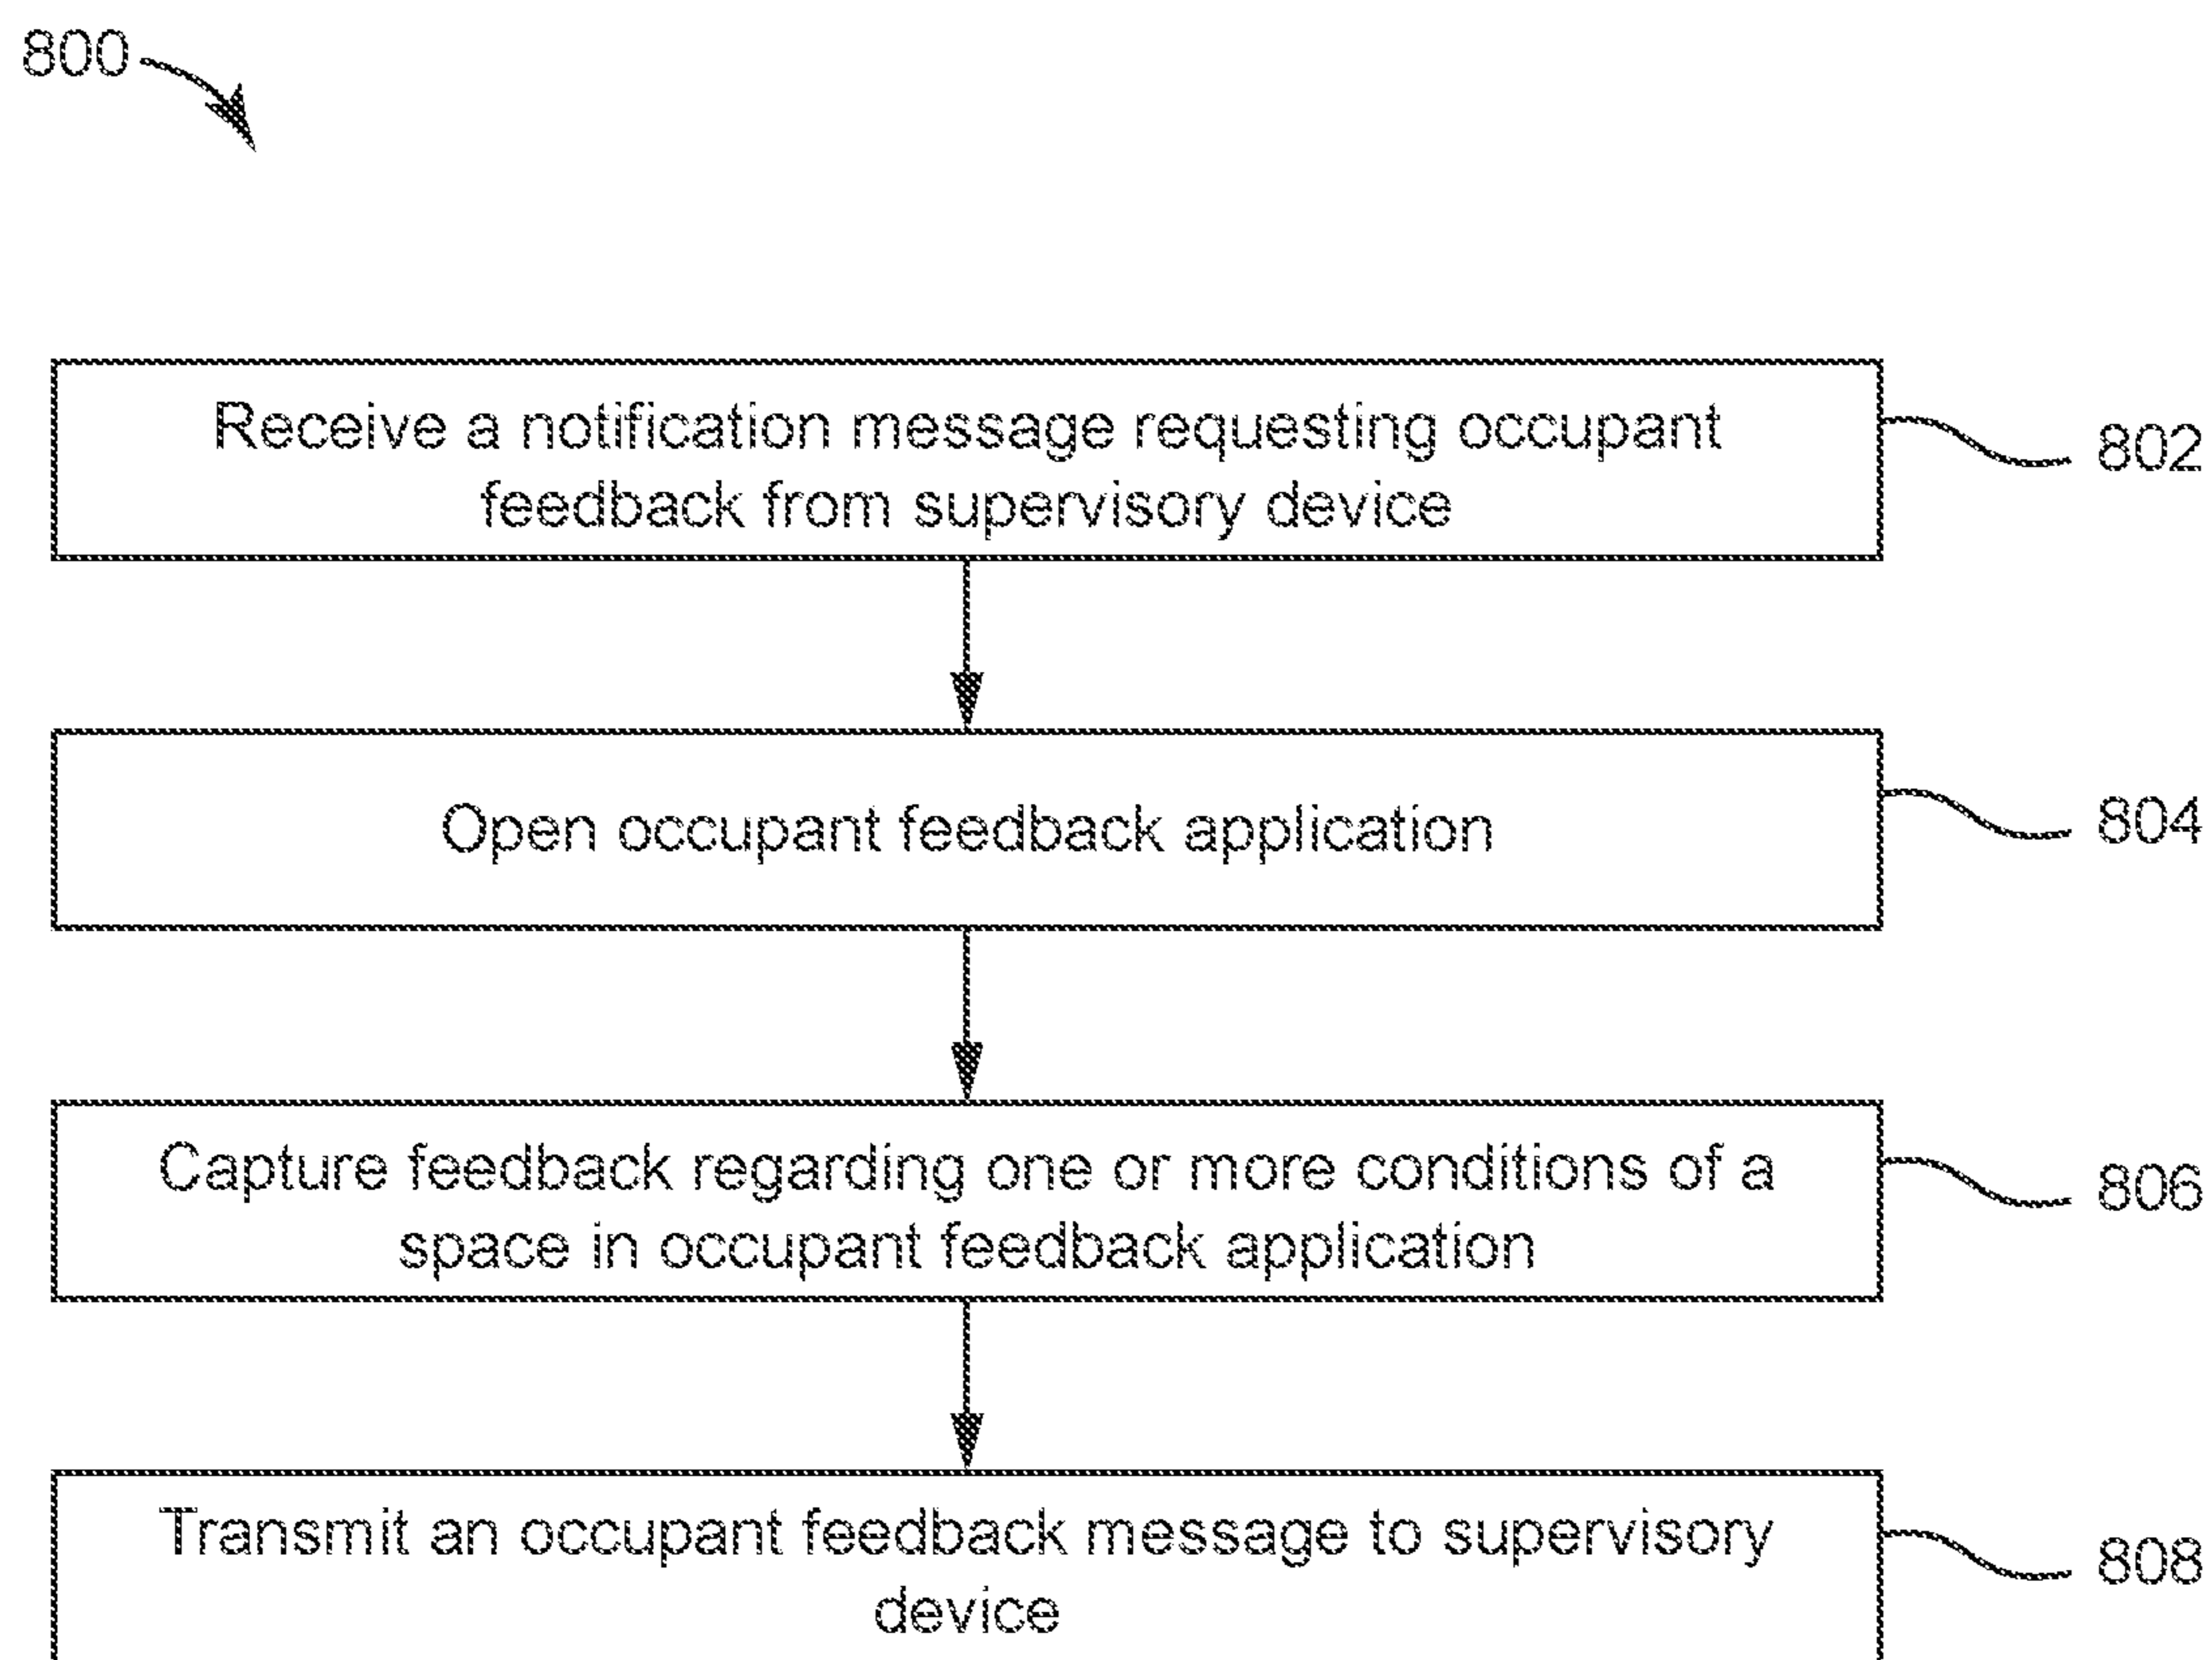 800
Receive a notification message requesting occupant
feedback from supervisory device
802
Open occupant feedback application
804
Capture feedback regarding one or more conditions of a
space in occupant feedback application
806
Transmit an occupant feedback message to supervisory
device
808